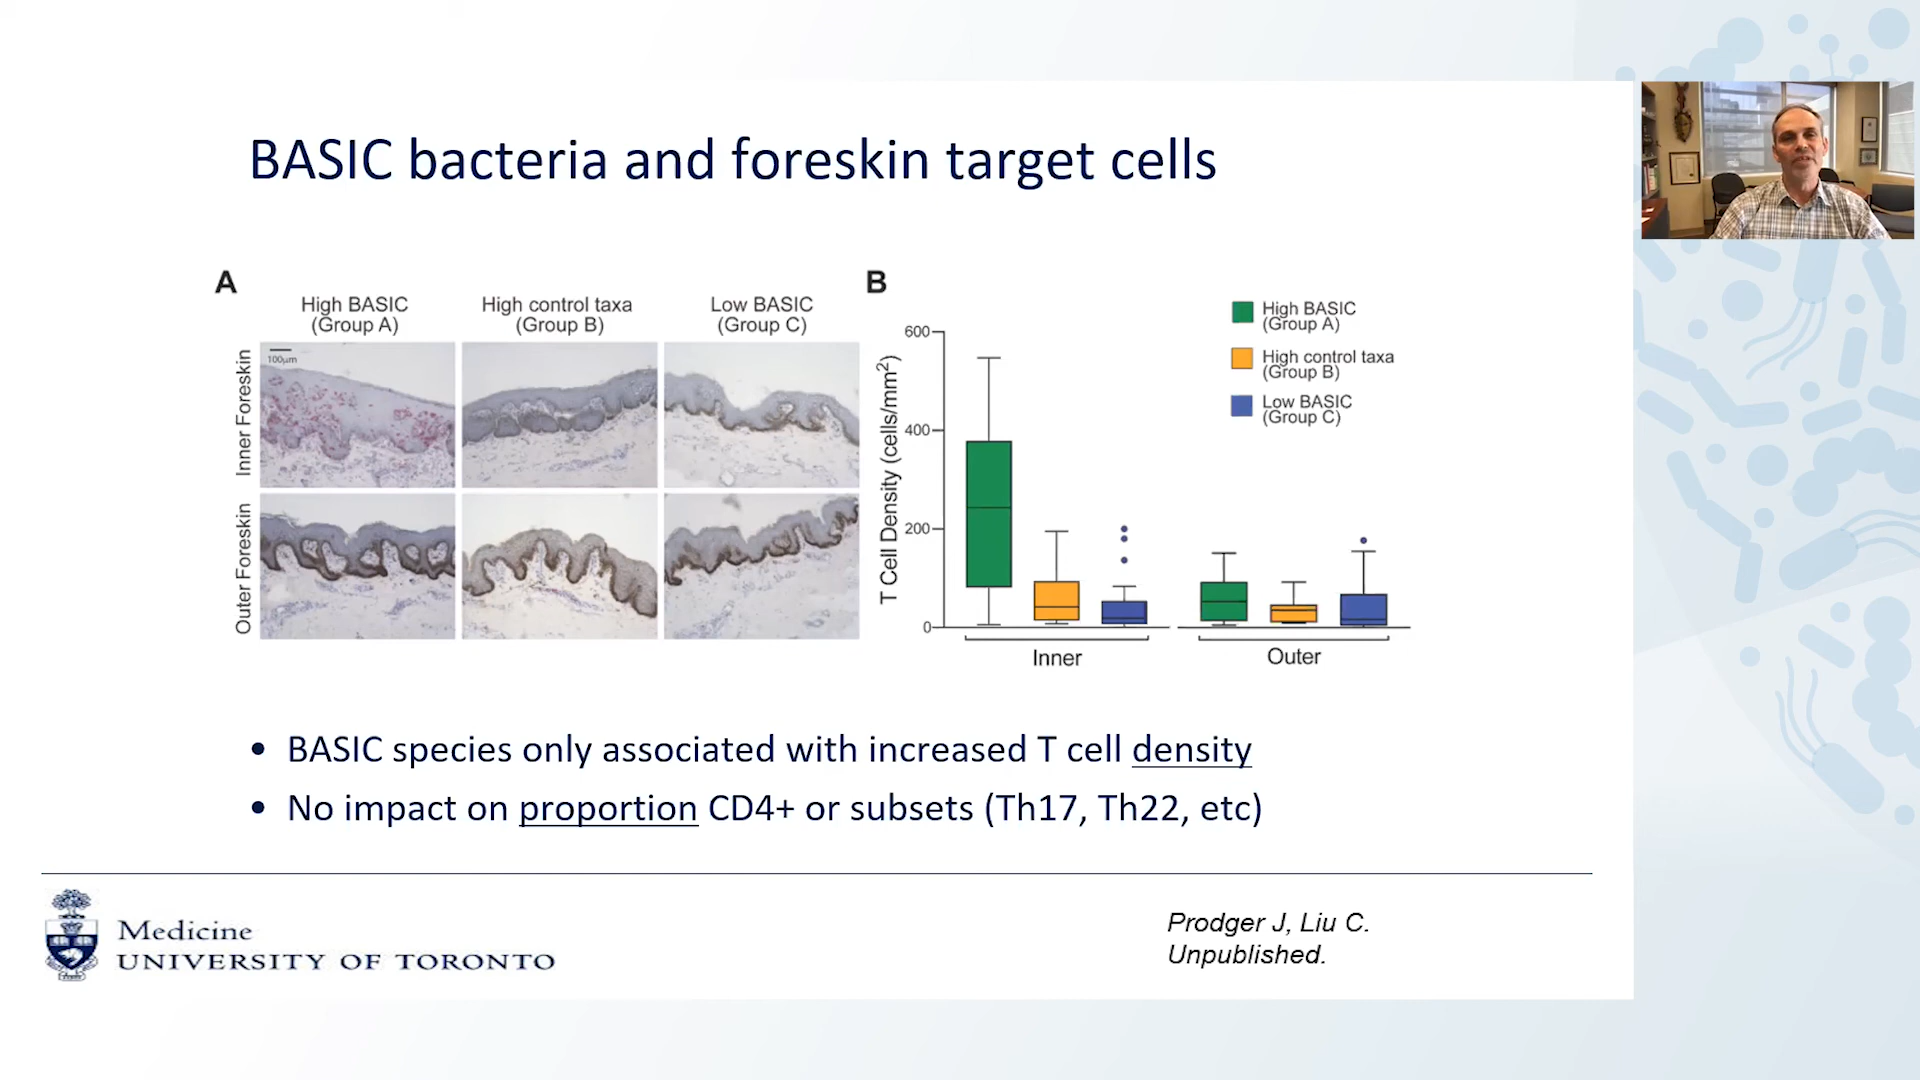 BASIC bacteria and foreskin target cells
A
High BASIC
(Group A)
High control taxa
(Group B)
Low BASIC
(Group C)
Inner Foreskin
100µm
Outer Foreskin
B
T Cell Density (cells/mm²)
600
400
200
0
Inner
Outer
High BASIC
(Group A)
High control taxa
(Group B)
Low BASIC
(Group C)
• BASIC species only associated with increased T cell density
• No impact on proportion CD4+ or subsets (Th17, Th22, etc)
Medicine
UNIVERSITY OF TORONTO
Prodger J, Liu C.
Unpublished.